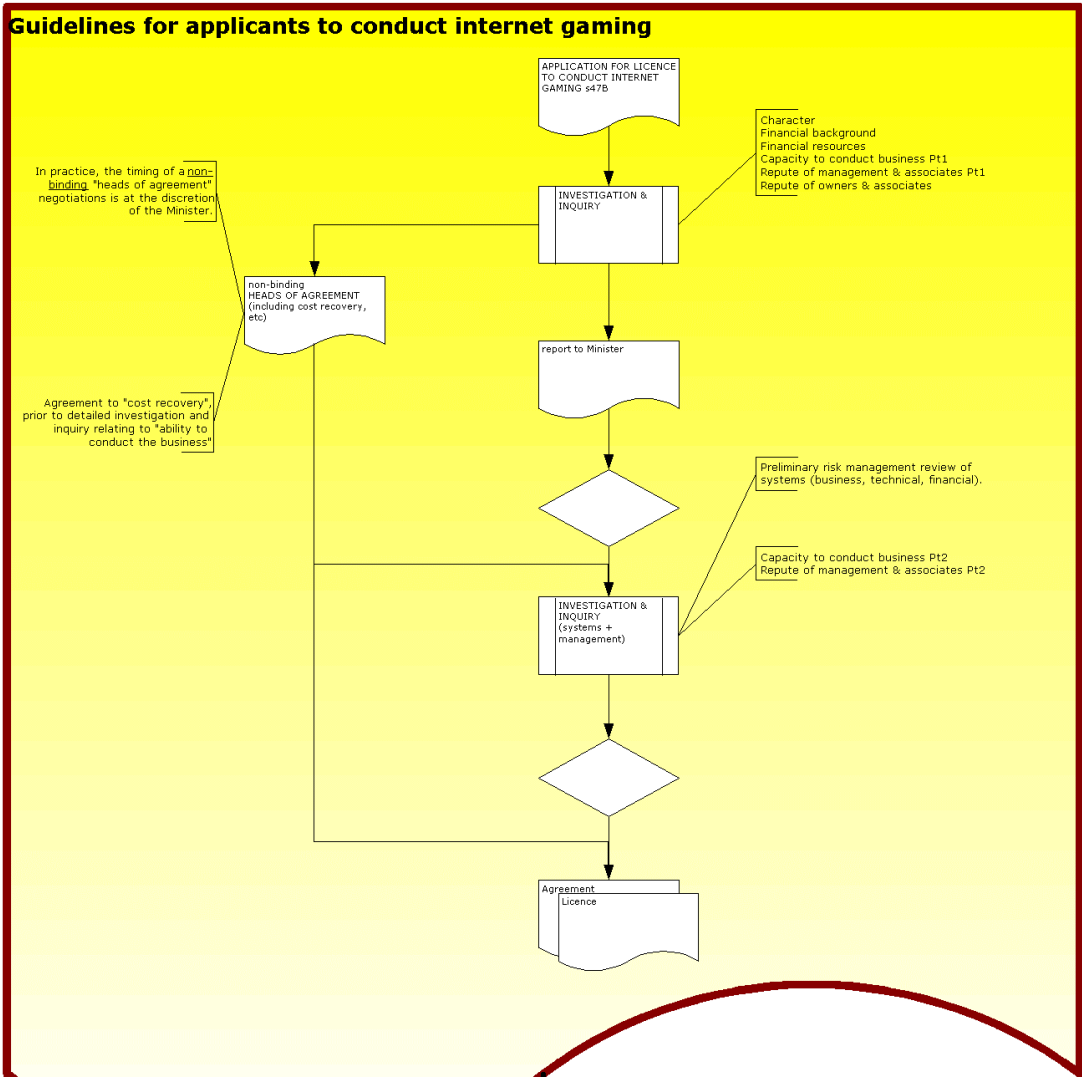 Guidelines for applicants to conduct internet gaming
APPLICATION FOR LICENCE
TO CONDUCT INTERNET
GAMING s47B
Character
Financial background
Financial resources
Capacity to conduct business Pt1
Repute of management & associates Pt1
Repute of owners & associates
In practice, the timing of a non-
binding "heads of agreement"
negotiations is at the discretion
of the Minister.
INVESTIGATION &
INQUIRY
non-binding
HEADS OF AGREEMENT
(including cost recovery,
etc)
report to Minister
Agreement to "cost recovery",
prior to detailed investigation and
inquiry relating to "ability to
conduct the business"
Preliminary risk management review of
systems (business, technical, financial).
Capacity to conduct business Pt2
Repute of management & associates Pt2
INVESTIGATION &
INQUIRY
(systems +
management)
Agreement
Licence